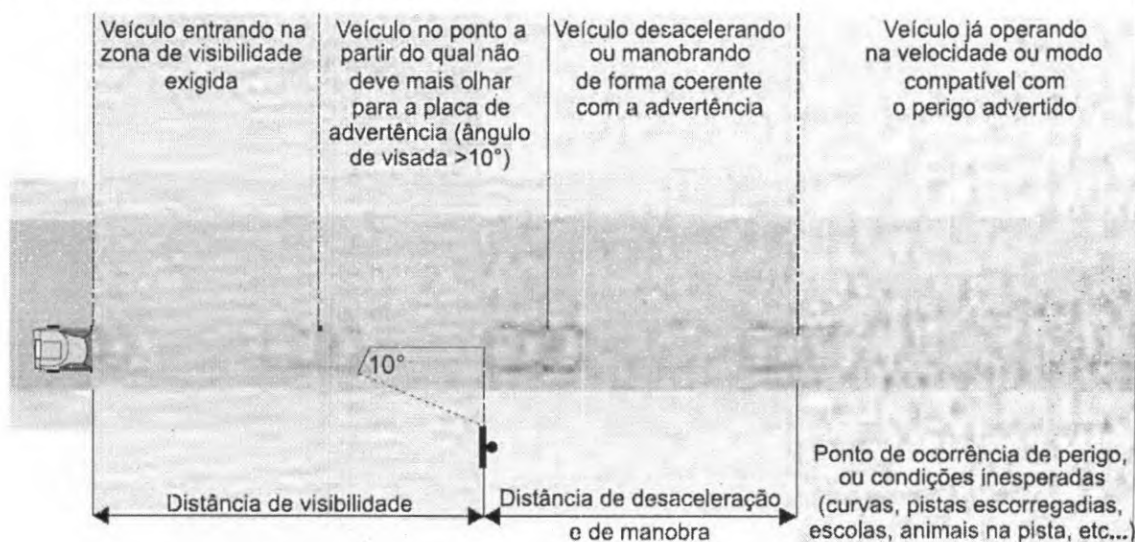 Veículo entrando na
zona de visibilidade
exigida
Veículo no ponto a
partir do qual não
deve mais olhar
para a placa de
advertência (ângulo
de visada >10°)
Veículo desacelerando
ou manobrando
de forma coerente
com a advertência
Veículo já operando
na velocidade ou modo
compatível com
o perigo advertido
10°
Distância de visibilidade
Distância de desaceleração
e de manobra
Ponto de ocorrência de perigo,
ou condições inesperadas
(curvas, pistas escorregadias,
escolas, animais na pista, etc...)